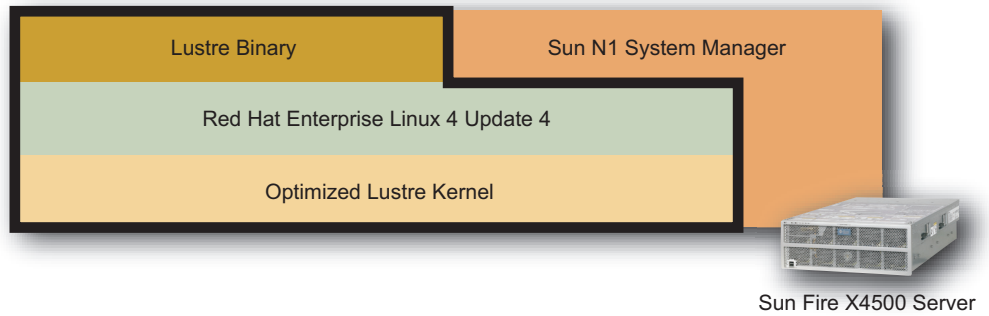 Lustre Binary
Sun N1 System Manager
Red Hat Enterprise Linux 4 Update 4
Optimized Lustre Kernel
Sun Fire X4500 Server